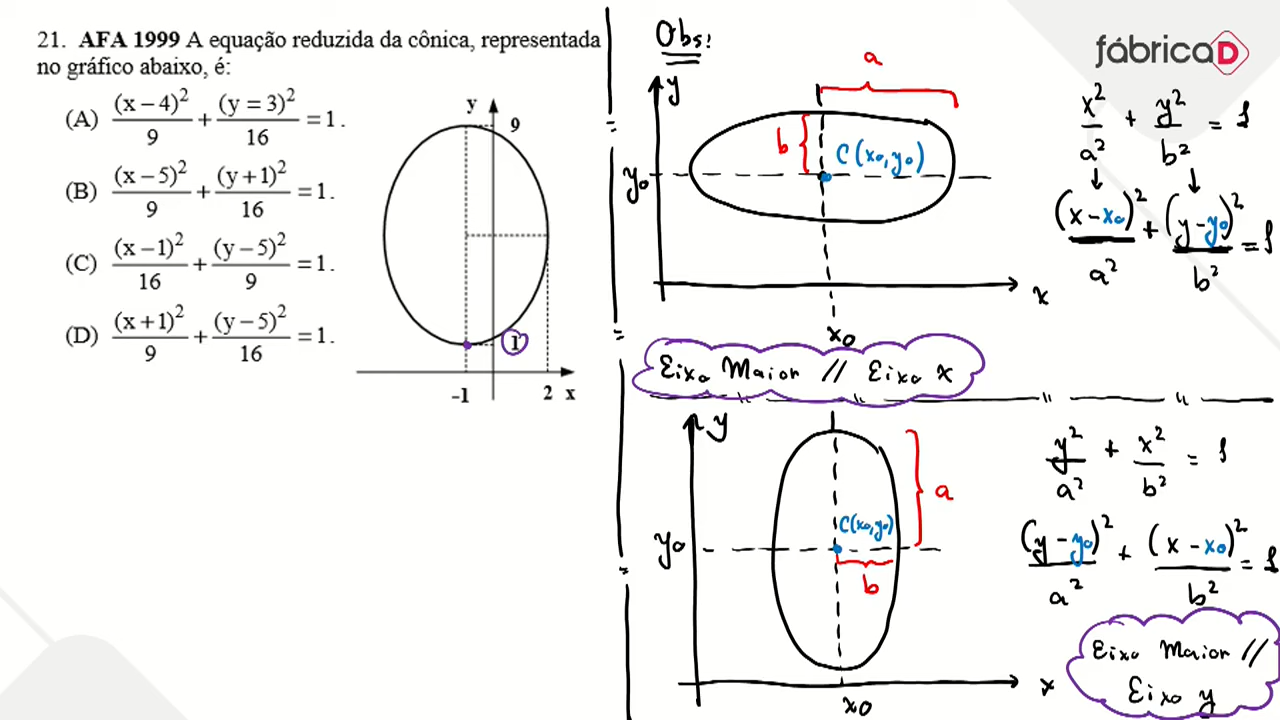 21. AFA 1999 A equação reduzida da cônica, representada
no gráfico abaixo, é:
(A) (x – 4)²/9 + (y = 3)²/16 = 1.
(B) (x – 5)²/9 + (y + 1)²/16 = 1.
(C) (x – 1)²/16 + (y – 5)²/9 = 1.
(D) (x + 1)²/9 + (y – 5)²/16 = 1.
y
9
1
-1
2 x
Obs:
a
y
b
C(x₀,y₀)
y₀
x
x₀
Eixo Maior // Eixo x
fábricaD
x²/a² + y²/b² = 1
(x – x₀)²/a² + (y – y₀)²/b² = 1
y
a
C(x₀,y₀)
y₀
b
x
x₀
y²/a² + x²/b² = 1
(y – y₀)²/a² + (x – x₀)²/b² = 1
Eixo Maior //
Eixo y